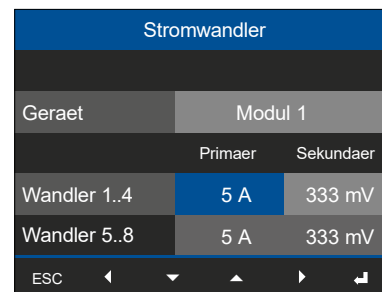 Stromwandler
Geraet Modul 1
Primaer Sekundaer
Wandler 1..4 5 A 333 mV
Wandler 5..8 5 A 333 mV
ESC